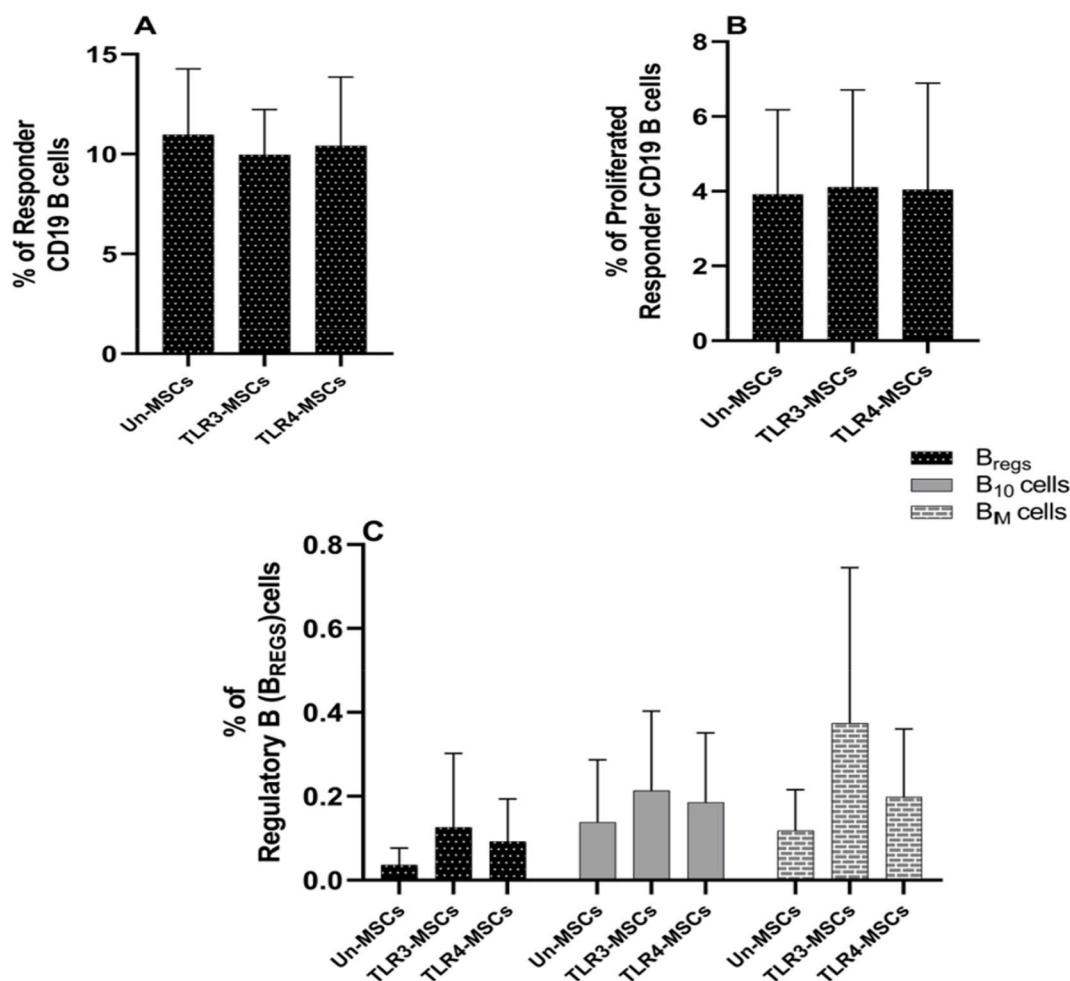 A
% of Responder
CD19 B cells
15
10
5
0
Un-MSCs
TLR3-MSCs
TLR4-MSCs
B
% of Proliferated
Responder CD19 B cells
8
6
4
2
0
Un-MSCs
TLR3-MSCs
TLR4-MSCs
Bregs
B10 cells
BM cells
C
% of
Regulatory B (BREGS)cells
0.8
0.6
0.4
0.2
0.0
Un-MSCs
TLR3-MSCs
TLR4-MSCs
Un-MSCs
TLR3-MSCs
TLR4-MSCs
Un-MSCs
TLR3-MSCs
TLR4-MSCs